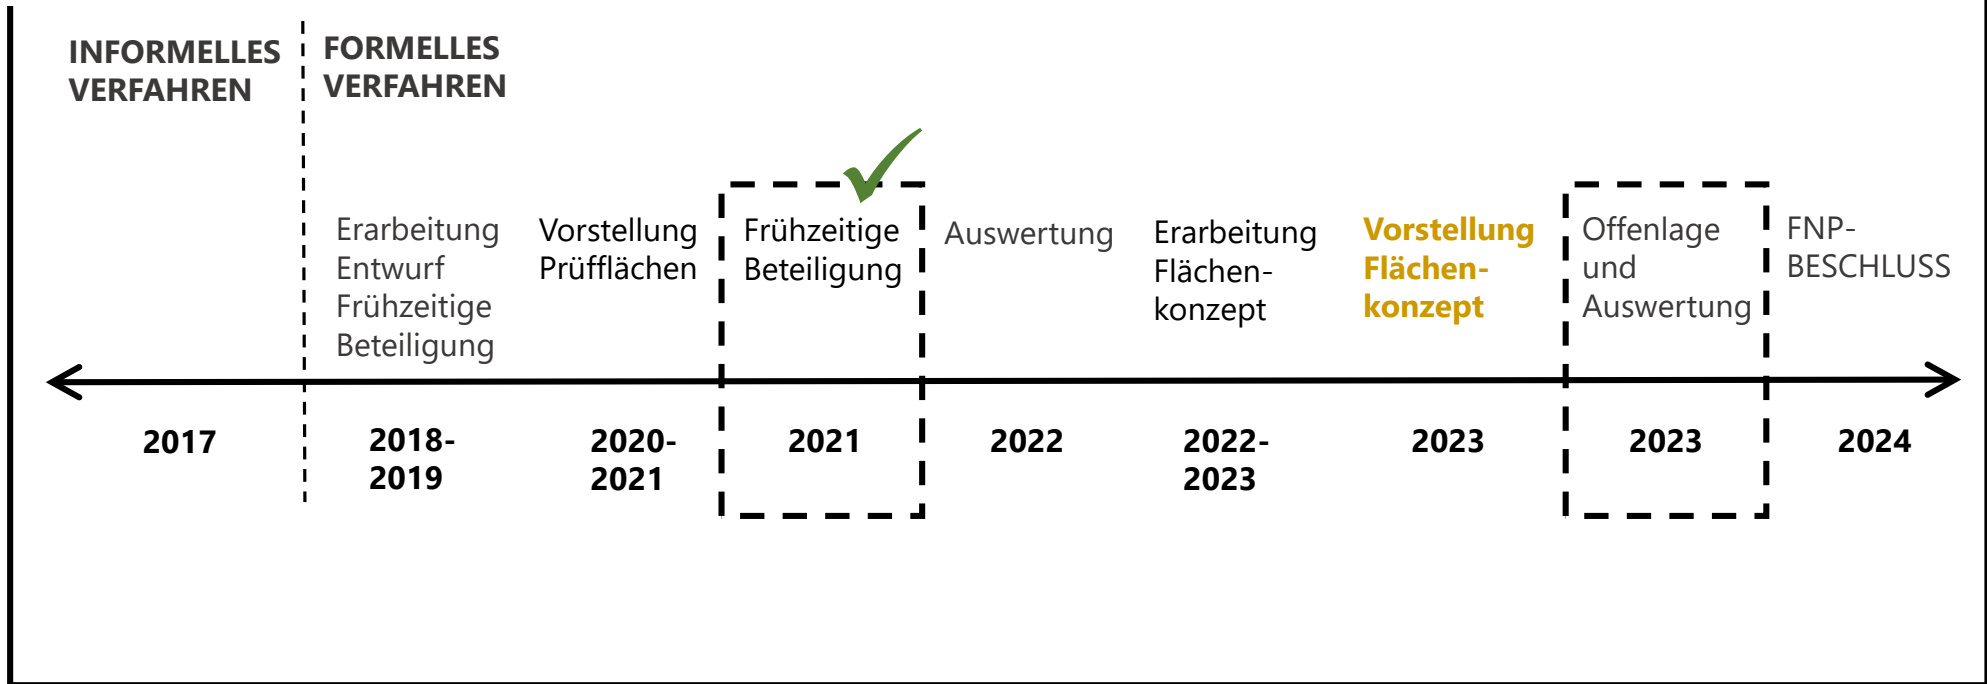 INFORMELLES
VERFAHREN
FORMELLES
VERFAHREN
Erarbeitung
Entwurf
Frühzeitige
Beteiligung
Vorstellung
Prüfflächen
Frühzeitige
Beteiligung
Auswertung
Erarbeitung
Flächen-
konzept
Vorstellung
Flächen-
konzept
Offenlage
und
Auswertung
FNP-
BESCHLUSS
2017
2018-
2019
2020-
2021
2021
2022
2022-
2023
2023
2023
2024